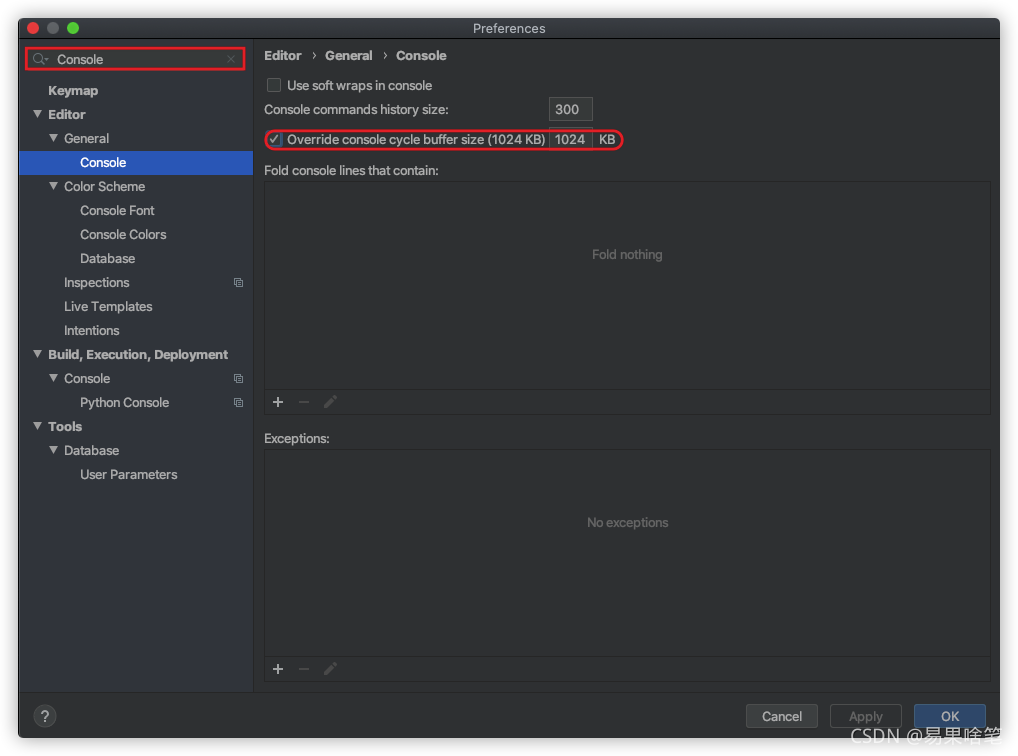 Preferences
Console
Keymap
Editor
General
Console
Color Scheme
Console Font
Console Colors
Database
Inspections
Live Templates
Intentions
Build, Execution, Deployment
Console
Python Console
Tools
Database
User Parameters
Editor › General › Console
Use soft wraps in console
Console commands history size: 300
Override console cycle buffer size (1024 KB) 1024 KB
Fold console lines that contain:
Fold nothing
Exceptions:
No exceptions
?
Cancel Apply OK
CSDN @易果啥笔